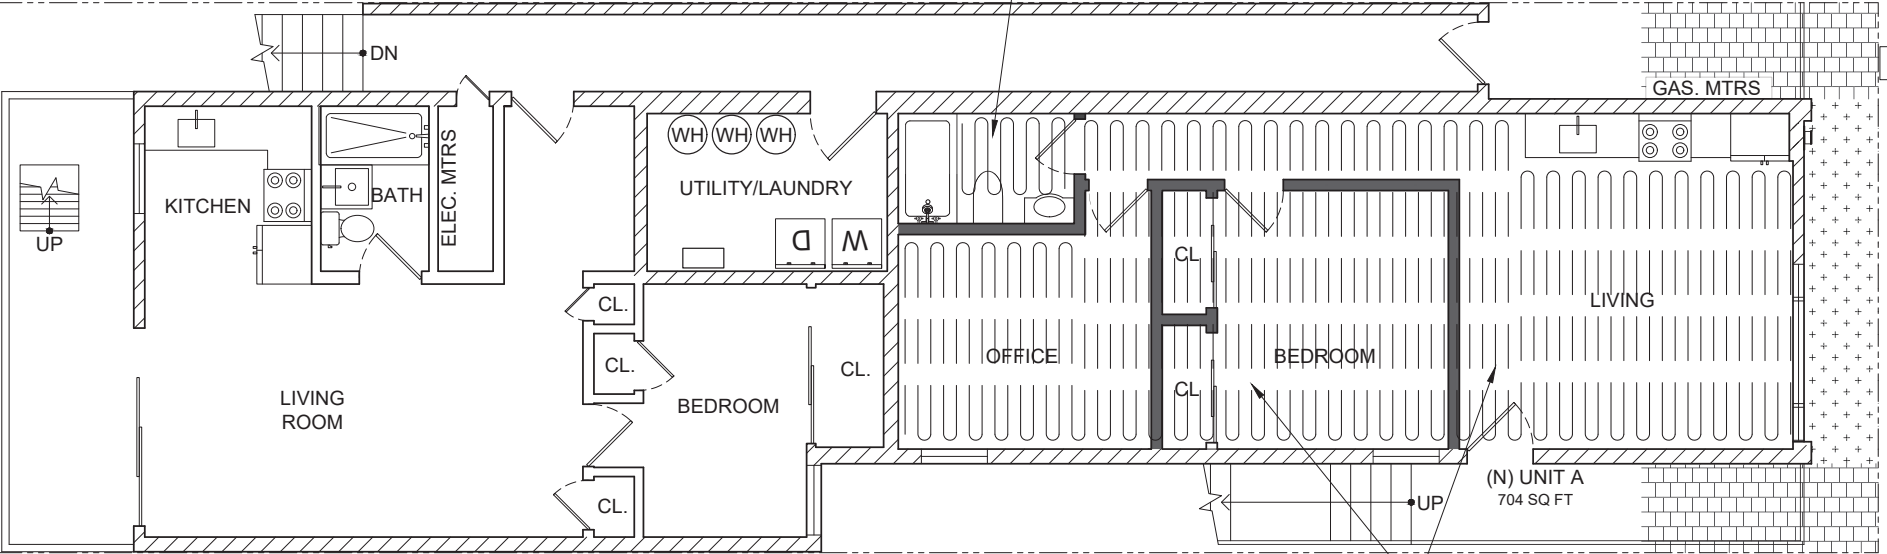 DN
GAS. MTRS
WH WH WH
ELEC. MTRS
UTILITY/LAUNDRY
KITCHEN
BATH
UP
D
W
CL
CL.
LIVING
OFFICE
BEDROOM
CL.
CL.
CL
LIVING
ROOM
BEDROOM
(N) UNIT A
704 SQ FT
UP
CL.